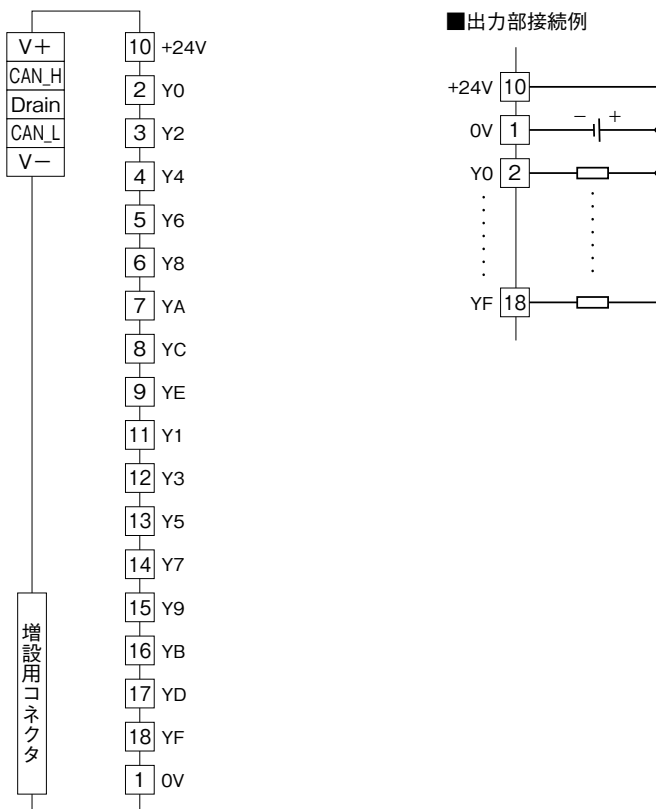 V+
CAN_H
Drain
CAN_L
V−
増設用コネクタ
10 +24V
2 Y0
3 Y2
4 Y4
5 Y6
6 Y8
7 YA
8 YC
9 YE
11 Y1
12 Y3
13 Y5
14 Y7
15 Y9
16 YB
17 YD
18 YF
1 0V
■出力部接続例
+24V 10
0V 1 − +
Y0 2
YF 18